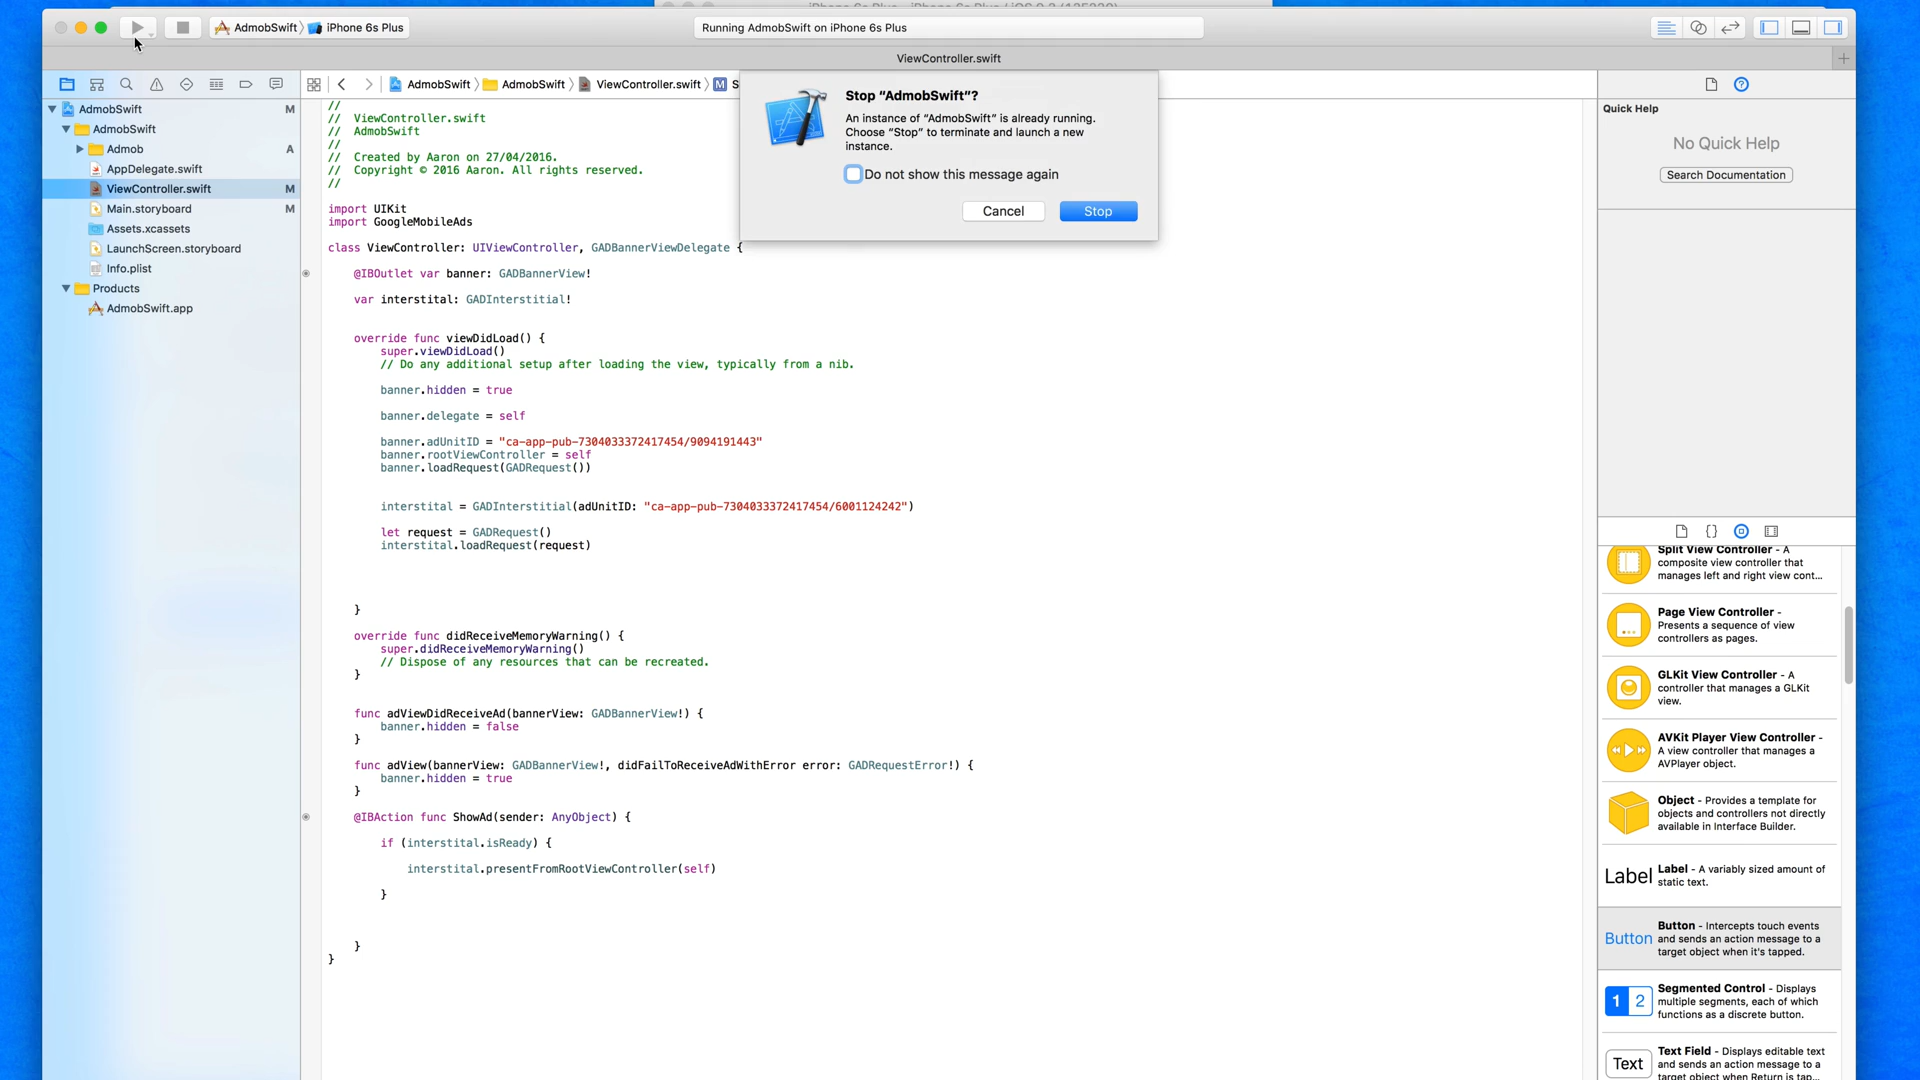 AdmobSwift iPhone 6s Plus
Running AdmobSwift on iPhone 6s Plus
ViewController.swift
AdmobSwift AdmobSwift ViewController.swift M
AdmobSwift M
AdmobSwift
Admob A
AppDelegate.swift
ViewController.swift M
Main.storyboard M
Assets.xcassets
LaunchScreen.storyboard
Info.plist
Products
AdmobSwift.app
//
// ViewController.swift
// AdmobSwift
//
// Created by Aaron on 27/04/2016.
// Copyright © 2016 Aaron. All rights reserved.
//
import UIKit
import GoogleMobileAds
class ViewController: UIViewController, GADBannerViewDelegate {
@IBOutlet var banner: GADBannerView!
var interstital: GADInterstitial!
override func viewDidLoad() {
super.viewDidLoad()
// Do any additional setup after loading the view, typically from a nib.
banner.hidden = true
banner.delegate = self
banner.adUnitID = "ca-app-pub-7304033372417454/9094191443"
banner.rootViewController = self
banner.loadRequest(GADRequest())
interstital = GADInterstitial(adUnitID: "ca-app-pub-7304033372417454/6001124242")
let request = GADRequest()
interstital.loadRequest(request)
}
override func didReceiveMemoryWarning() {
super.didReceiveMemoryWarning()
// Dispose of any resources that can be recreated.
}
func adViewDidReceiveAd(bannerView: GADBannerView!) {
banner.hidden = false
}
func adView(bannerView: GADBannerView!, didFailToReceiveAdWithError error: GADRequestError!) {
banner.hidden = true
}
@IBAction func ShowAd(sender: AnyObject) {
if (interstital.isReady) {
interstital.presentFromRootViewController(self)
}
}
}
Stop “AdmobSwift”?
An instance of “AdmobSwift” is already running.
Choose “Stop” to terminate and launch a new
instance.
Do not show this message again
Cancel Stop
Quick Help
No Quick Help
Search Documentation
Split View Controller - A
composite view controller that
manages left and right view cont...
Page View Controller -
Presents a sequence of view
controllers as pages.
GLKit View Controller - A
controller that manages a GLKit
view.
AVKit Player View Controller -
A view controller that manages a
AVPlayer object.
Object - Provides a template for
objects and controllers not directly
available in Interface Builder.
Label
Label - A variably sized amount of
static text.
Button
Button - Intercepts touch events
and sends an action message to a
target object when it's tapped.
1 2
Segmented Control - Displays
multiple segments, each of which
functions as a discrete button.
Text
Text Field - Displays editable text
and sends an action message to a
target object when Return is tap...